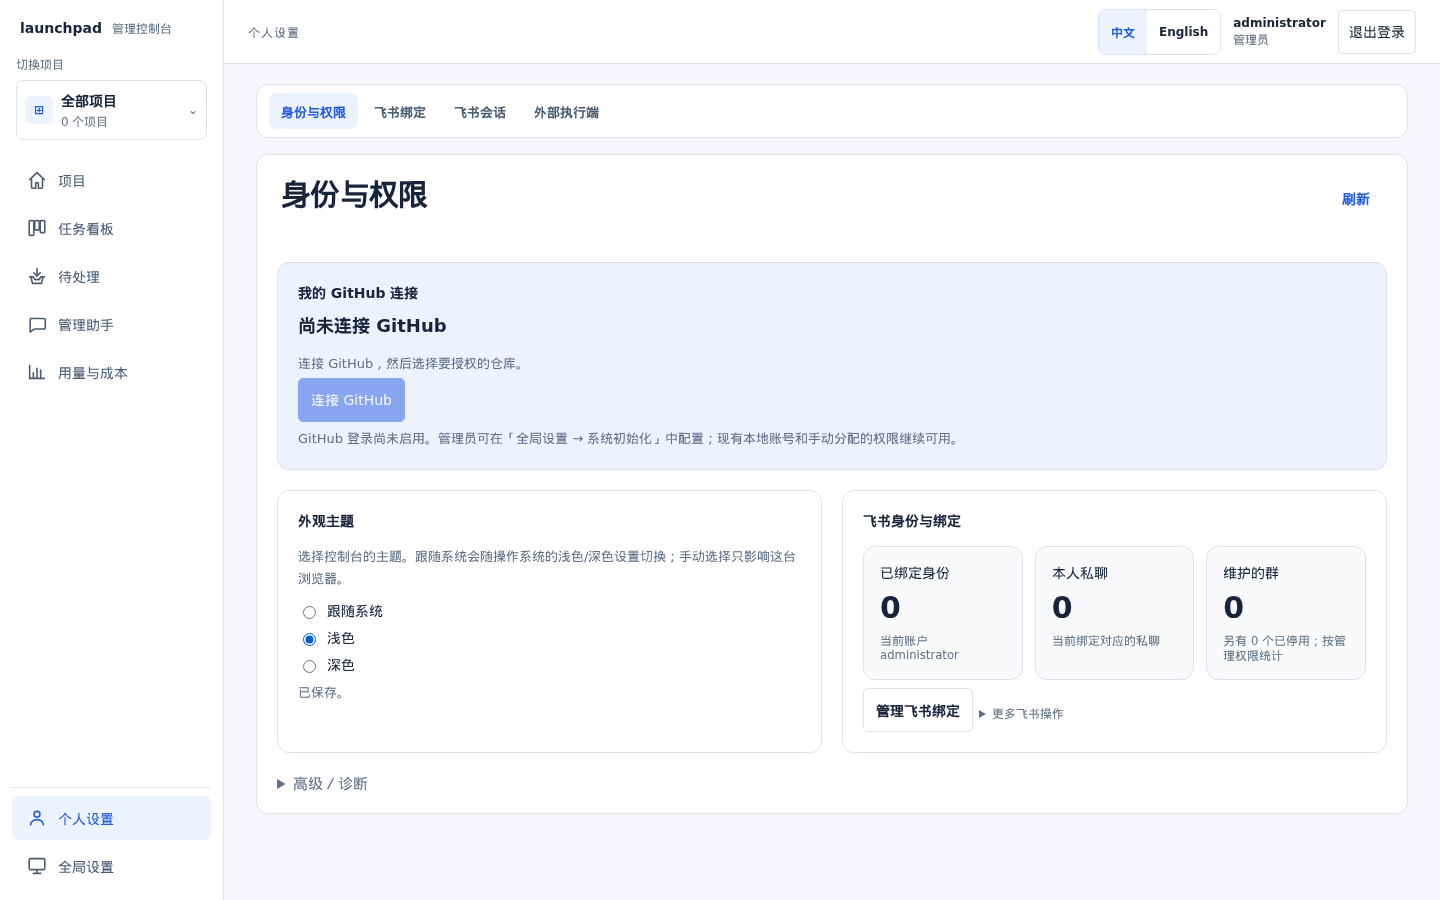 launchpad 管理控制台
切换项目
全部项目
0 个项目
项目
任务看板
待处理
管理助手
用量与成本
个人设置
全局设置
个人设置
中文 English
administrator
管理员
退出登录
身份与权限 飞书绑定 飞书会话 外部执行端
身份与权限
刷新
我的 GitHub 连接
尚未连接 GitHub
连接 GitHub，然后选择要授权的仓库。
连接 GitHub
GitHub 登录尚未启用。管理员可在「全局设置 → 系统初始化」中配置；现有本地账号和手动分配的权限继续可用。
外观主题
选择控制台的主题。跟随系统会随操作系统的浅色/深色设置切换；手动选择只影响这台
浏览器。
跟随系统
浅色
深色
已保存。
飞书身份与绑定
已绑定身份
0
当前账户
administrator
本人私聊
0
当前绑定对应的私聊
维护的群
0
另有 0 个已停用；按管
理权限统计
管理飞书绑定
更多飞书操作
高级 / 诊断